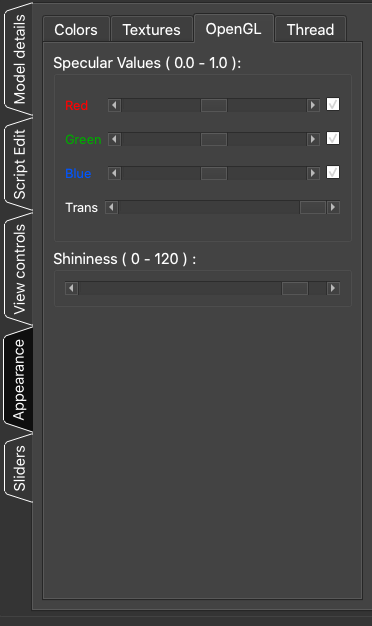 Model details
Script Edit
View controls
Appearance
Sliders
Colors Textures OpenGL Thread
Specular Values ( 0.0 - 1.0 ):
Red
Green
Blue
Trans
Shininess ( 0 - 120 ) :